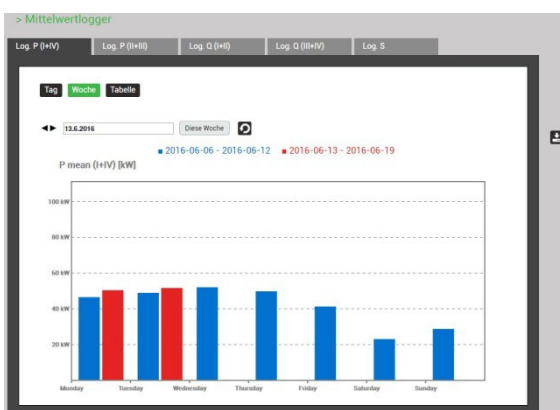 > Mittelwertlogger
Log. P (I+IV) Log. P (II+III) Log. Q (I+II) Log. Q (III+IV) Log. S
Tag Woche Tabelle
13.6.2016 Diese Woche
2016-06-06 - 2016-06-12 2016-06-13 - 2016-06-19
P mean (I+IV) [kW]
100 kW
80 kW
60 kW
40 kW
20 kW
Monday Tuesday Wednesday Thursday Friday Saturday Sunday